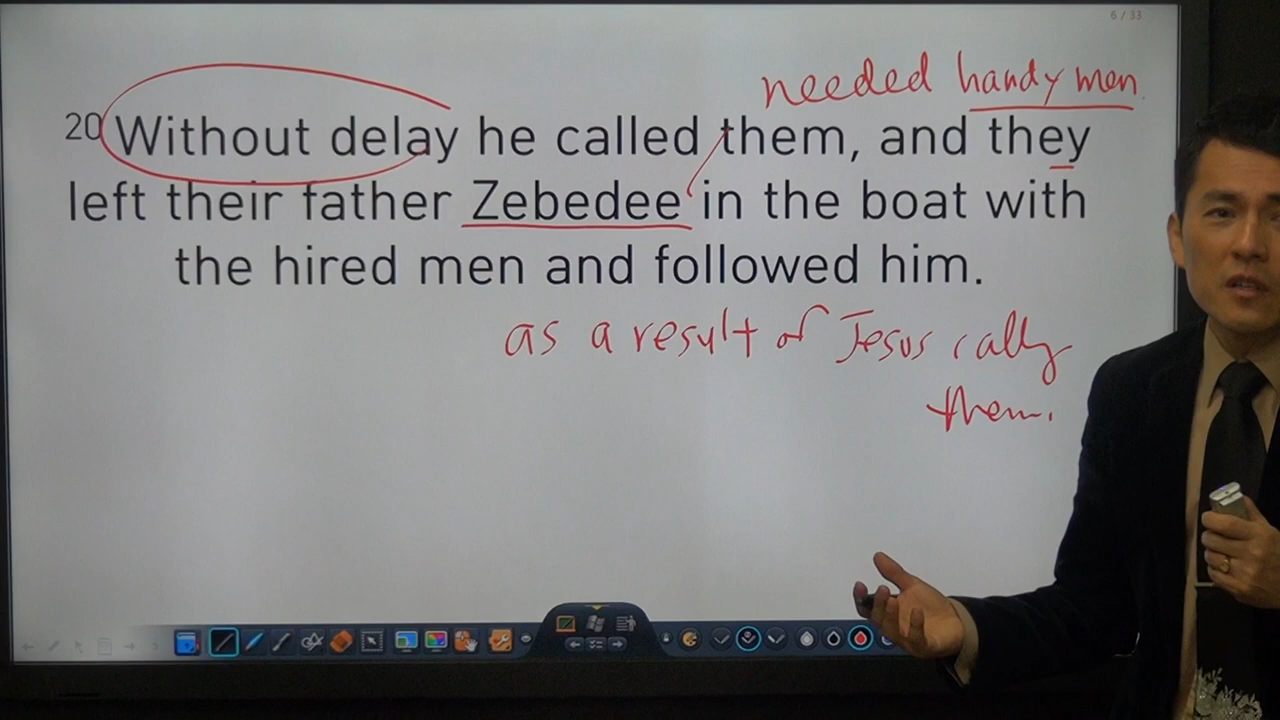 6 / 33
needed handy men
20 Without delay he called them, and they
left their father Zebedee in the boat with
the hired men and followed him.
as a result of Jesus cally
them.